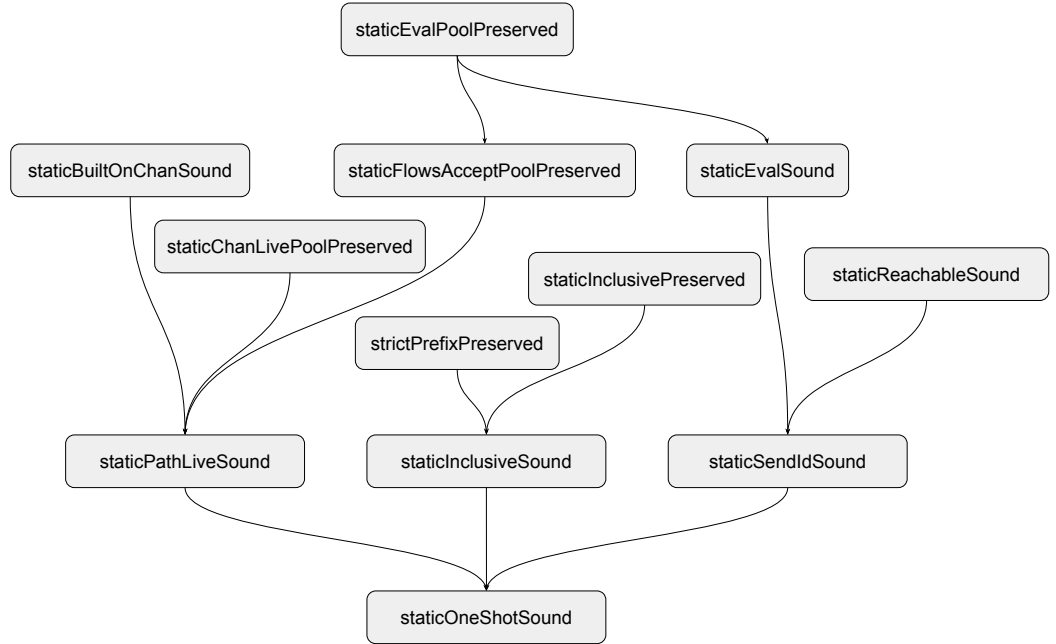 staticEvalPoolPreserved
staticBuiltOnChanSound
staticFlowsAcceptPoolPreserved
staticEvalSound
staticChanLivePoolPreserved
staticInclusivePreserved
staticReachableSound
strictPrefixPreserved
staticPathLiveSound
staticInclusiveSound
staticSendIdSound
staticOneShotSound